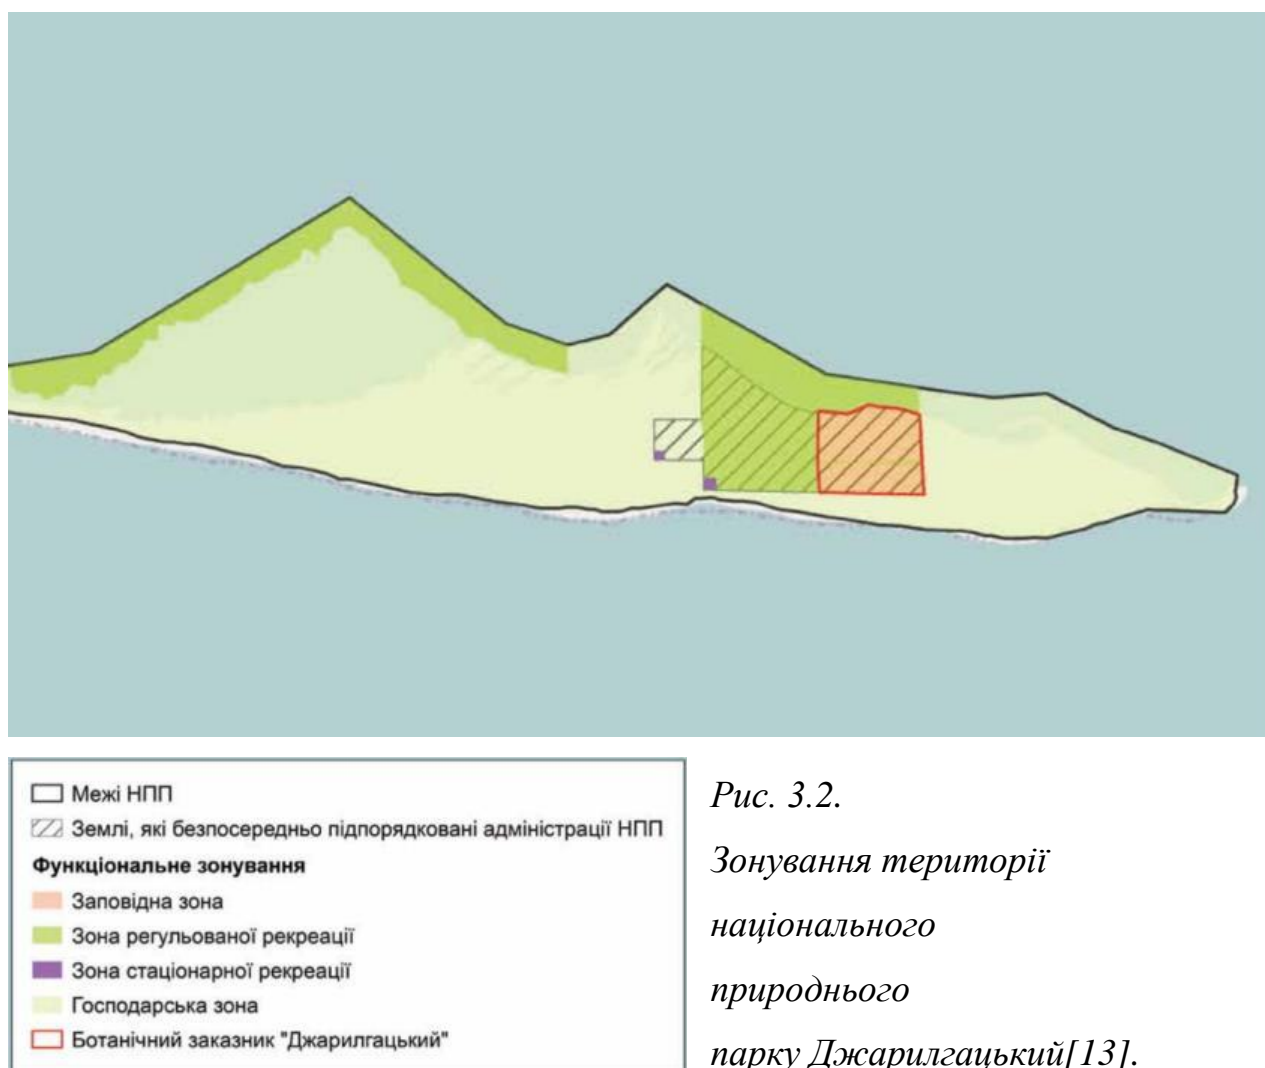 Межі НПП
Землі, які безпосередньо підпорядковані адміністрації НПП
Функціональне зонування
Заповідна зона
Зона регульованої рекреації
Зона стаціонарної рекреації
Господарська зона
Ботанічний заказник "Джарилгацький"
Рис. 3.2.
Зонування території
національного
природнього
парку Джарилгацький[13].